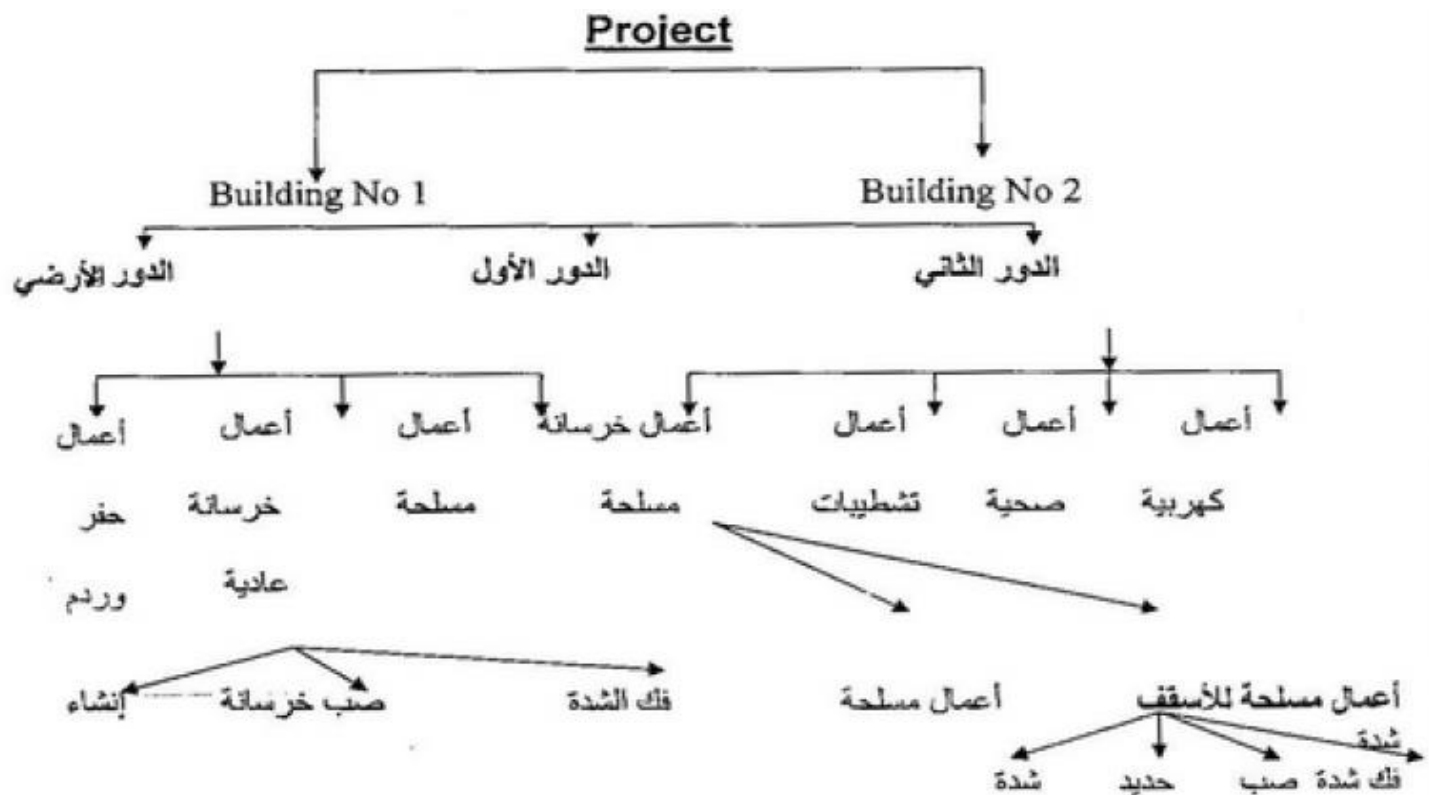 Project
Building No 1 Building No 2
الدور الأرضي الدور الأول الدور الثاني
أعمال أعمال أعمال أعمال خرسانة أعمال أعمال أعمال
حفر خرسانة مسلحة مسلحة تشطيبات صحية كهربية
وردم عادية
إنشاء صب خرسانة فك الشدة أعمال مسلحة أعمال مسلحة للأسقف
شدة
شدة حديد صب فك شدة